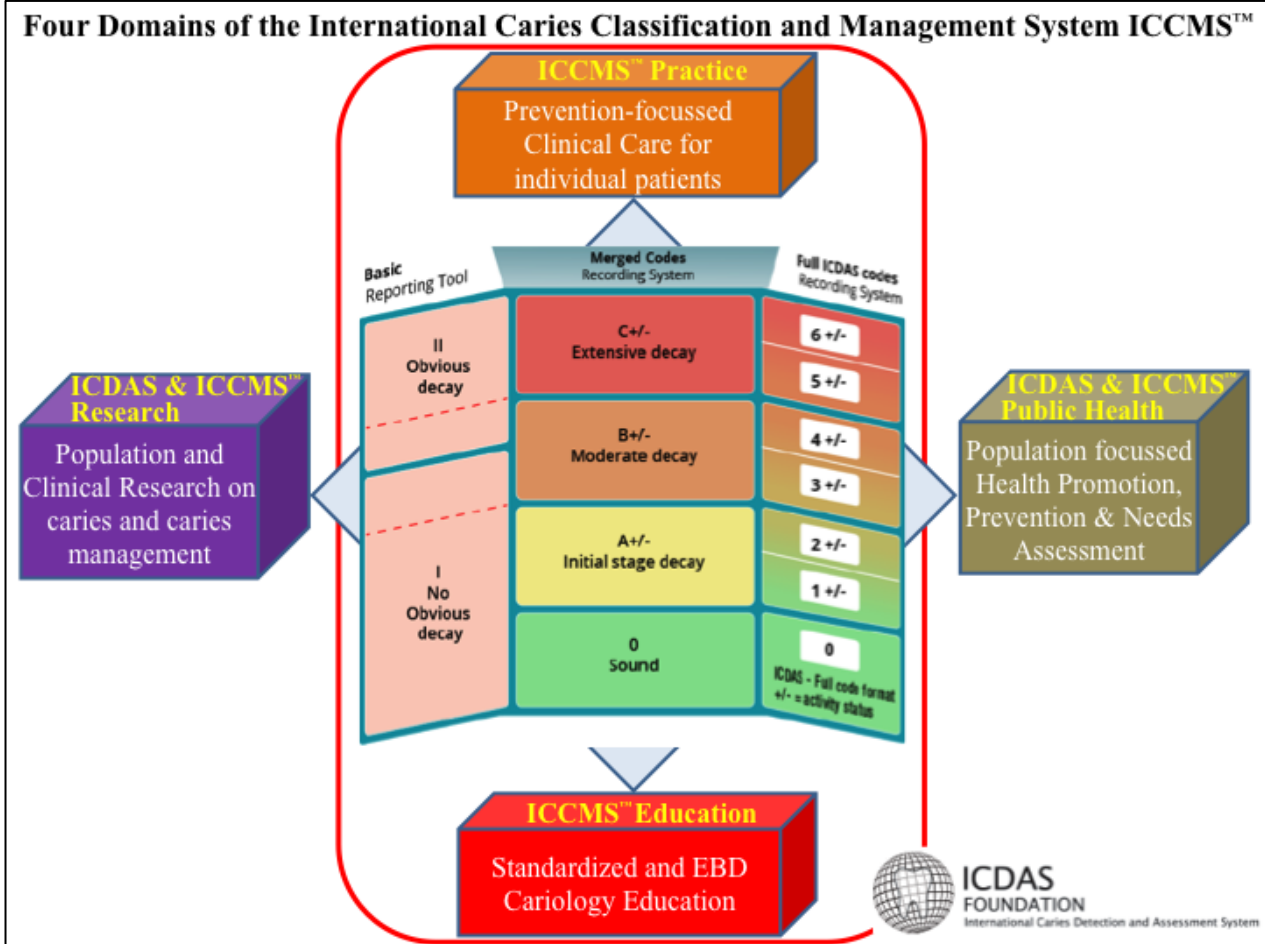 Four Domains of the International Caries Classification and Management System ICCMS™
ICCMS™ Practice
Prevention-focussed
Clinical Care for
individual patients
Basic
Reporting Tool
Merged Codes
Recording System
Full ICDAS codes
Recording System
II
Obvious
decay
I
No
Obvious
decay
C+/-
Extensive decay
B+/-
Moderate decay
A+/-
Initial stage decay
0
Sound
6 +/-
5 +/-
4 +/-
3 +/-
2 +/-
1 +/-
0
ICDAS - Full code format
+/- = activity status
ICDAS & ICCMS™
Research
Population and
Clinical Research on
caries and caries
management
ICDAS & ICCMS™
Public Health
Population focussed
Health Promotion,
Prevention & Needs
Assessment
ICCMS™ Education
Standardized and EBD
Cariology Education
ICDAS
FOUNDATION
International Caries Detection and Assessment System